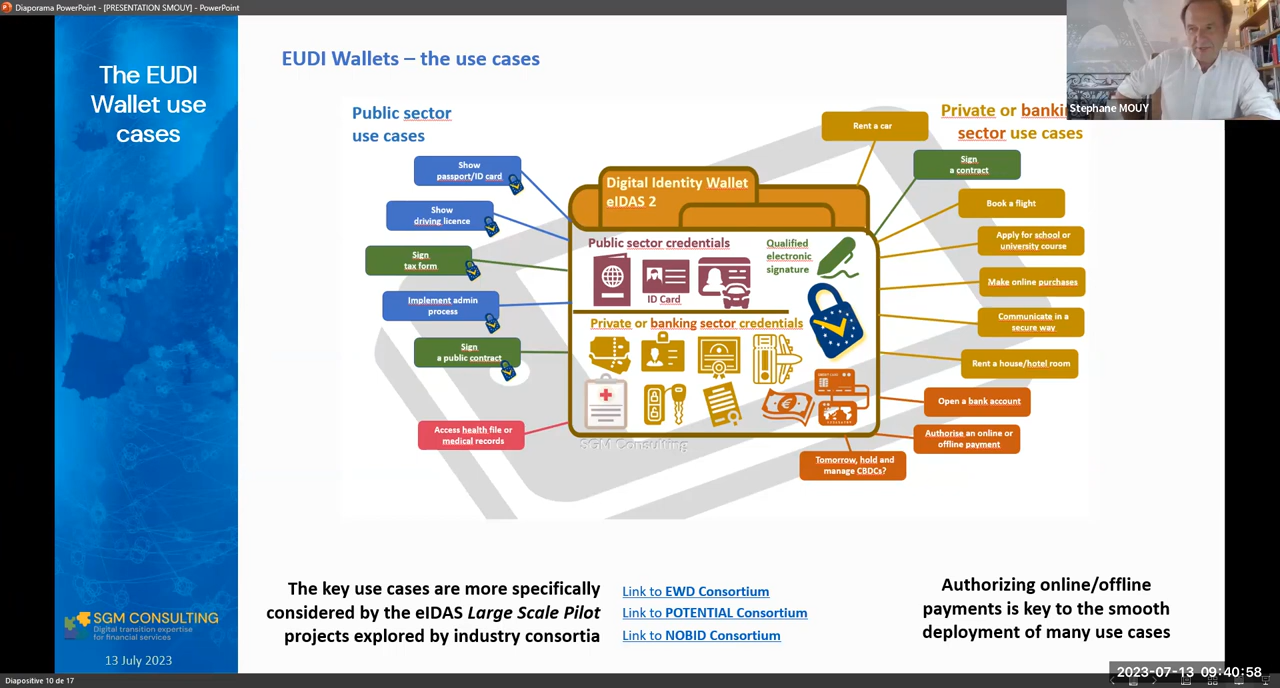 Diaporama PowerPoint - [PRESENTATION SMOUY] - PowerPoint
The EUDI
Wallet use
cases
EUDI Wallets – the use cases
Public sector
use cases
Show
passport/ID card
Show
driving licence
Sign
tax form
Implement admin
process
Sign
a public contract
Access health file or
medical records
Digital Identity Wallet
eIDAS 2
Public sector credentials
Qualified
electronic
signature
ID Card
Private or banking sector credentials
SGM Consulting
Private or
sector use cases
Stephane MOUY
Rent a car
Sign
a contract
Book a flight
Apply for school or
university course
Make online purchases
Communicate in a
secure way
Rent a house/hotel room
Open a bank account
Authorise an online or
offline payment
Tomorrow, hold and
manage CBDCs?
The key use cases are more specifically
considered by the eIDAS Large Scale Pilot
projects explored by industry consortia
Link to EWD Consortium
Link to POTENTIAL Consortium
Link to NOBID Consortium
Authorizing online/offline
payments is key to the smooth
deployment of many use cases
SGM CONSULTING
Digital transition expertise
for financial services
13 July 2023
Diapositive 10 de 17
2023-07-13 09:40:58